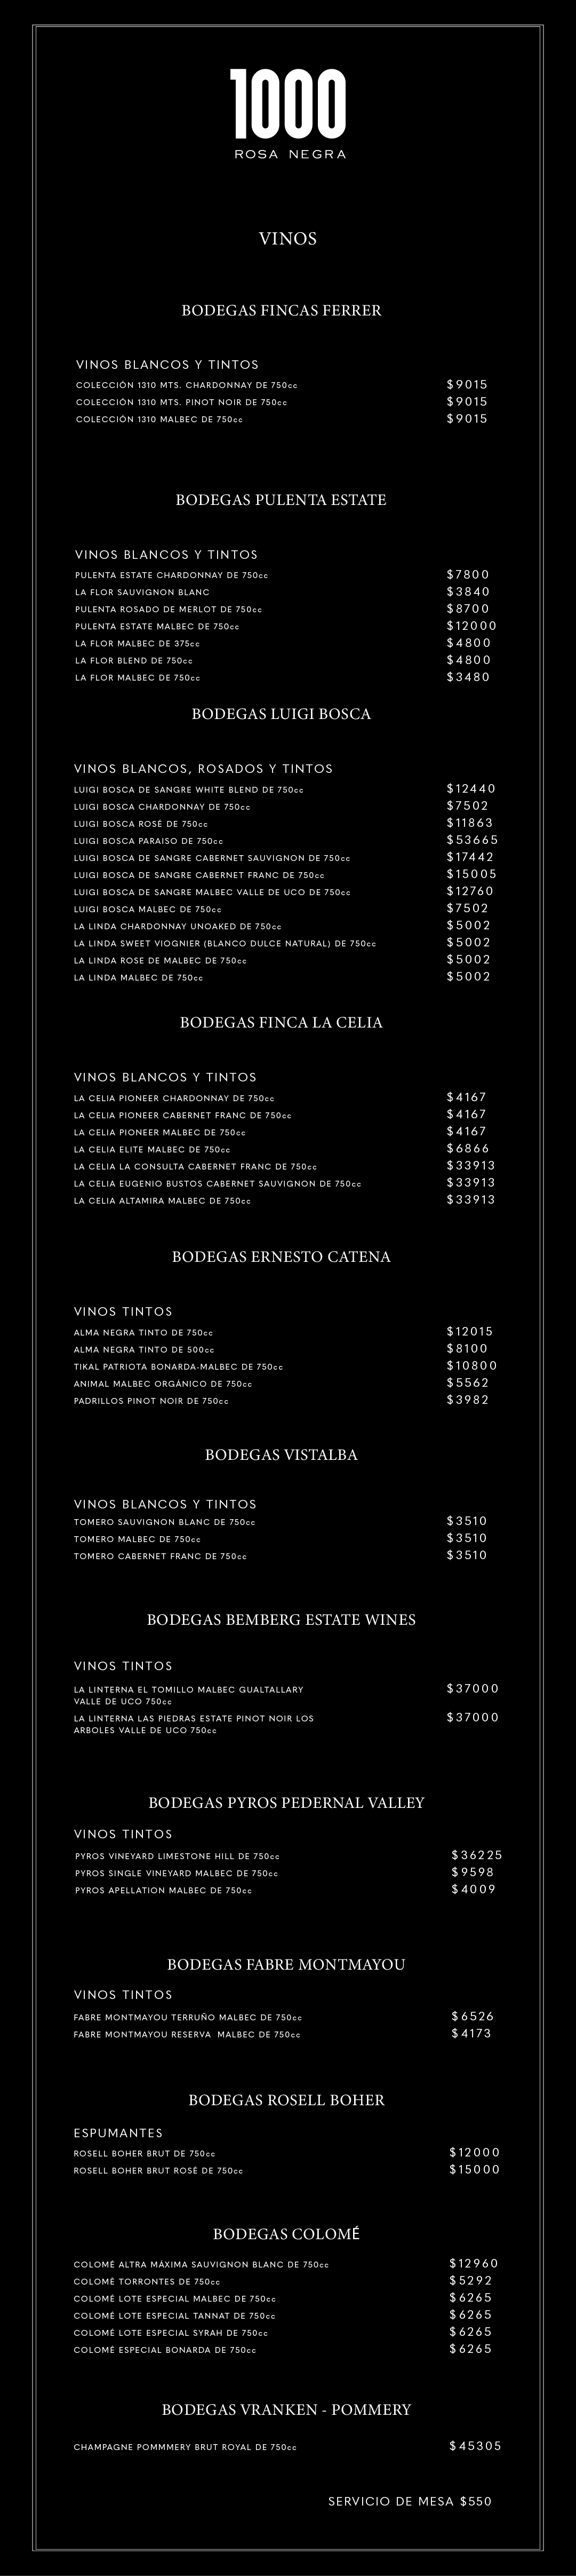 1000
ROSA NEGRA
VINOS
BODEGAS FINCAS FERRER
VINOS BLANCOS Y TINTOS
COLECCIÓN 1310 MTS. CHARDONNAY DE 750cc $9015
COLECCIÓN 1310 MTS. PINOT NOIR DE 750cc $9015
COLECCIÓN 1310 MALBEC DE 750cc $9015
BODEGAS PULENTA ESTATE
VINOS BLANCOS Y TINTOS
PULENTA ESTATE CHARDONNAY DE 750cc $7800
LA FLOR SAUVIGNON BLANC $3840
PULENTA ROSADO DE MERLOT DE 750cc $8700
PULENTA ESTATE MALBEC DE 750cc $12000
LA FLOR MALBEC DE 375cc $4800
LA FLOR BLEND DE 750cc $4800
LA FLOR MALBEC DE 750cc $3480
BODEGAS LUIGI BOSCA
VINOS BLANCOS, ROSADOS Y TINTOS
LUIGI BOSCA DE SANGRE WHITE BLEND DE 750cc $12440
LUIGI BOSCA CHARDONNAY DE 750cc $7502
LUIGI BOSCA ROSÉ DE 750cc $11863
LUIGI BOSCA PARAISO DE 750cc $53665
LUIGI BOSCA DE SANGRE CABERNET SAUVIGNON DE 750cc $17442
LUIGI BOSCA DE SANGRE CABERNET FRANC DE 750cc $15005
LUIGI BOSCA DE SANGRE MALBEC VALLE DE UCO DE 750cc $12760
LUIGI BOSCA MALBEC DE 750cc $7502
LA LINDA CHARDONNAY UNOAKED DE 750cc $5002
LA LINDA SWEET VIOGNIER (BLANCO DULCE NATURAL) DE 750cc $5002
LA LINDA ROSE DE MALBEC DE 750cc $5002
LA LINDA MALBEC DE 750cc $5002
BODEGAS FINCA LA CELIA
VINOS BLANCOS Y TINTOS
LA CELIA PIONEER CHARDONNAY DE 750cc $4167
LA CELIA PIONEER CABERNET FRANC DE 750cc $4167
LA CELIA PIONEER MALBEC DE 750cc $4167
LA CELIA ELITE MALBEC DE 750cc $6866
LA CELIA LA CONSULTA CABERNET FRANC DE 750cc $33913
LA CELIA EUGENIO BUSTOS CABERNET SAUVIGNON DE 750cc $33913
LA CELIA ALTAMIRA MALBEC DE 750cc $33913
BODEGAS ERNESTO CATENA
VINOS TINTOS
ALMA NEGRA TINTO DE 750cc $12015
ALMA NEGRA TINTO DE 500cc $8100
TIKAL PATRIOTA BONARDA-MALBEC DE 750cc $10800
ANIMAL MALBEC ORGÁNICO DE 750cc $5562
PADRILLOS PINOT NOIR DE 750cc $3982
BODEGAS VISTALBA
VINOS BLANCOS Y TINTOS
TOMERO SAUVIGNON BLANC DE 750cc $3510
TOMERO MALBEC DE 750cc $3510
TOMERO CABERNET FRANC DE 750cc $3510
BODEGAS BEMBERG ESTATE WINES
VINOS TINTOS
LA LINTERNA EL TOMILLO MALBEC GUALTALLARY $37000
VALLE DE UCO 750cc
LA LINTERNA LAS PIEDRAS ESTATE PINOT NOIR LOS $37000
ARBOLES VALLE DE UCO 750cc
BODEGAS PYROS PEDERNAL VALLEY
VINOS TINTOS
PYROS VINEYARD LIMESTONE HILL DE 750cc $36225
PYROS SINGLE VINEYARD MALBEC DE 750cc $9598
PYROS APELLATION MALBEC DE 750cc $4009
BODEGAS FABRE MONTMAYOU
VINOS TINTOS
FABRE MONTMAYOU TERRUÑO MALBEC DE 750cc $6526
FABRE MONTMAYOU RESERVA MALBEC DE 750cc $4173
BODEGAS ROSELL BOHER
ESPUMANTES
ROSELL BOHER BRUT DE 750cc $12000
ROSELL BOHER BRUT ROSÉ DE 750cc $15000
BODEGAS COLOMÉ
COLOMÉ ALTRA MÁXIMA SAUVIGNON BLANC DE 750cc $12960
COLOMÉ TORRONTES DE 750cc $5292
COLOMÉ LOTE ESPECIAL MALBEC DE 750cc $6265
COLOMÉ LOTE ESPECIAL TANNAT DE 750cc $6265
COLOMÉ LOTE ESPECIAL SYRAH DE 750cc $6265
COLOMÉ ESPECIAL BONARDA DE 750cc $6265
BODEGAS VRANKEN - POMMERY
CHAMPAGNE POMMMERY BRUT ROYAL DE 750cc $45305
SERVICIO DE MESA $550